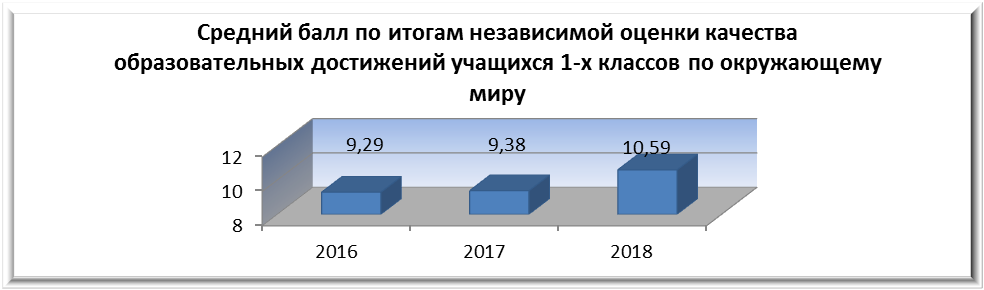 Средний балл по итогам независимой оценки качества
образовательных достижений учащихся 1-х классов по окружающему
миру
9,29 9,38 10,59
12
10
8
2016 2017 2018